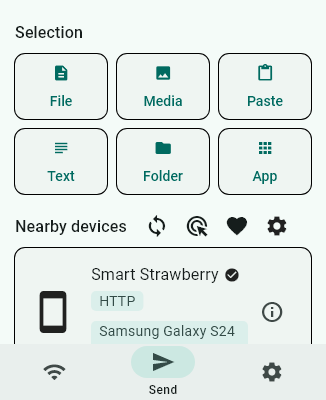 Selection
File Media Paste
Text Folder App
Nearby devices
Smart Strawberry
HTTP
Samsung Galaxy S24
Send